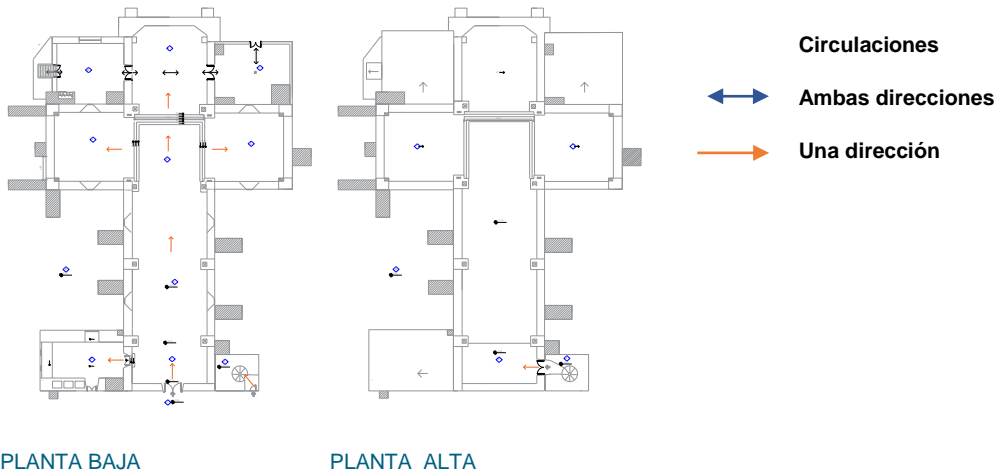 Circulaciones
Ambas direcciones
Una dirección
PLANTA BAJA
PLANTA ALTA